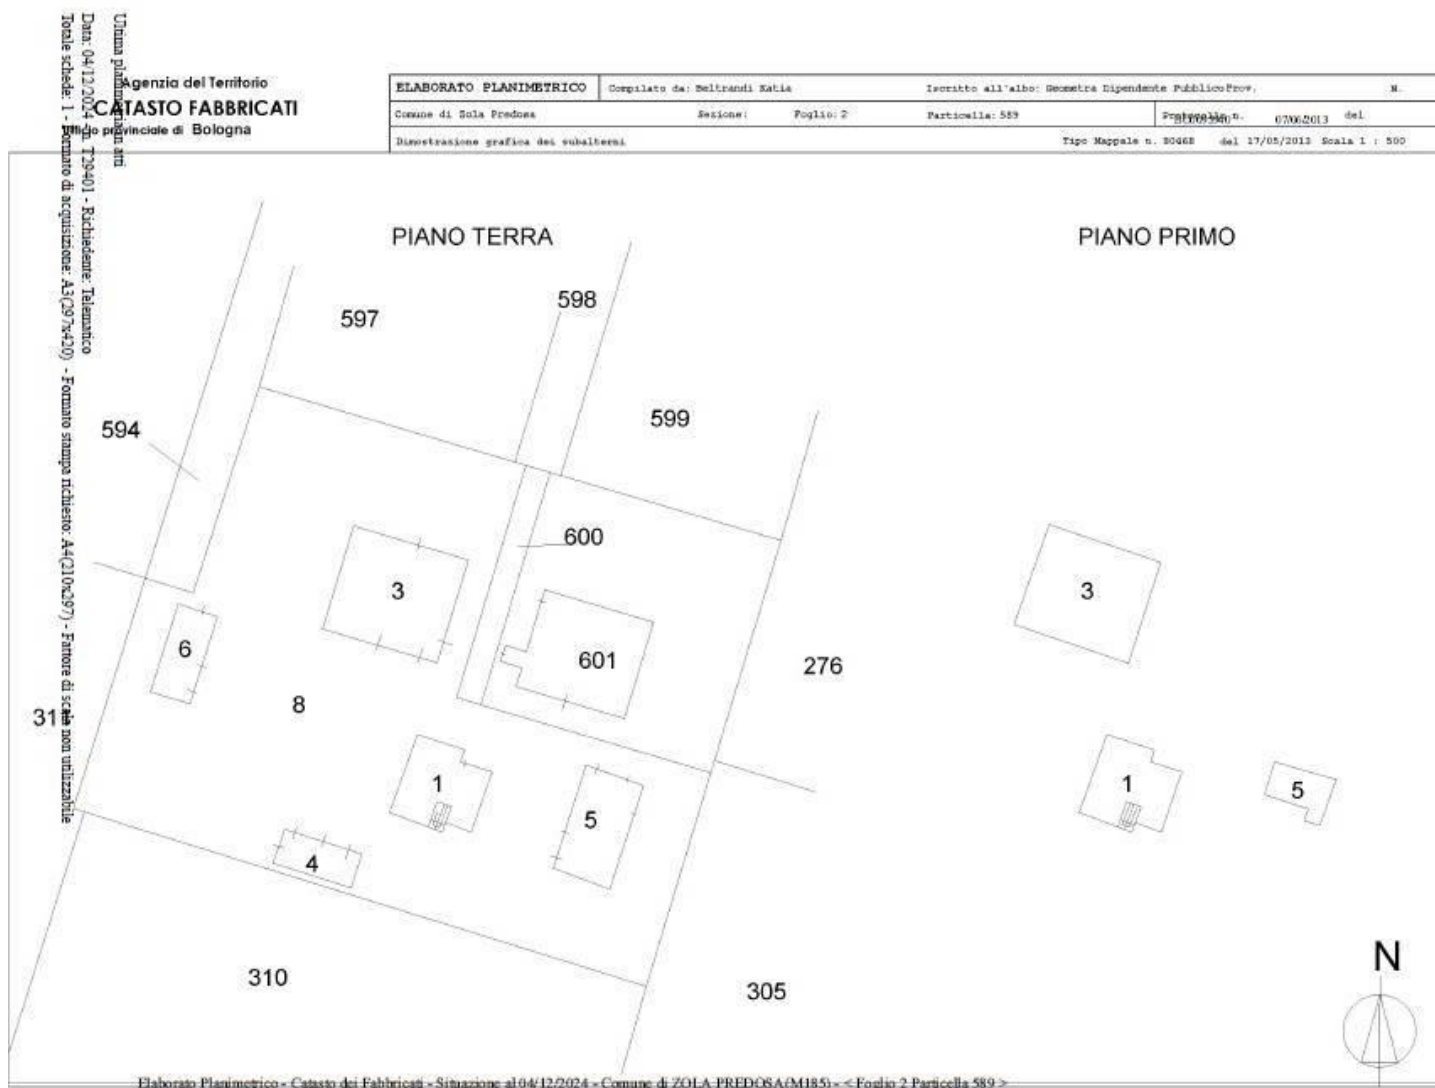 Ultima planimetria in atti
Data: 04/12/2024 - n. T29401 - Richiedente: Telematico
Totale schede: 1 - Formato di acquisizione: A3(297x420) - Formato stampa richiesto: A4(210x297) - Fattore di scala non utilizzabile
Agenzia del Territorio
CATASTO FABBRICATI
Ufficio provinciale di Bologna
ELABORATO PLANIMETRICO
Compilato da: Beltrandi Katia
Iscritto all'albo: Geometra Dipendente Pubblico Prov.
N.
Comune di Zola Predosa
Sezione:
Foglio: 2
Particella: 589
Protocollo n.
07/06/2013
del
Dimostrazione grafica dei subalterni
Tipo Mappale n. 80468
del 17/05/2013
Scala 1 : 500
PIANO TERRA
PIANO PRIMO
598
597
599
594
600
3
3
6
601
276
8
31
1
1
5
5
4
310
305
N
Elaborato Planimetrico - Catasto dei Fabbricati - Situazione al 04/12/2024 - Comune di ZOLA PREDOSA(M185) - < Foglio 2 Particella 589 >